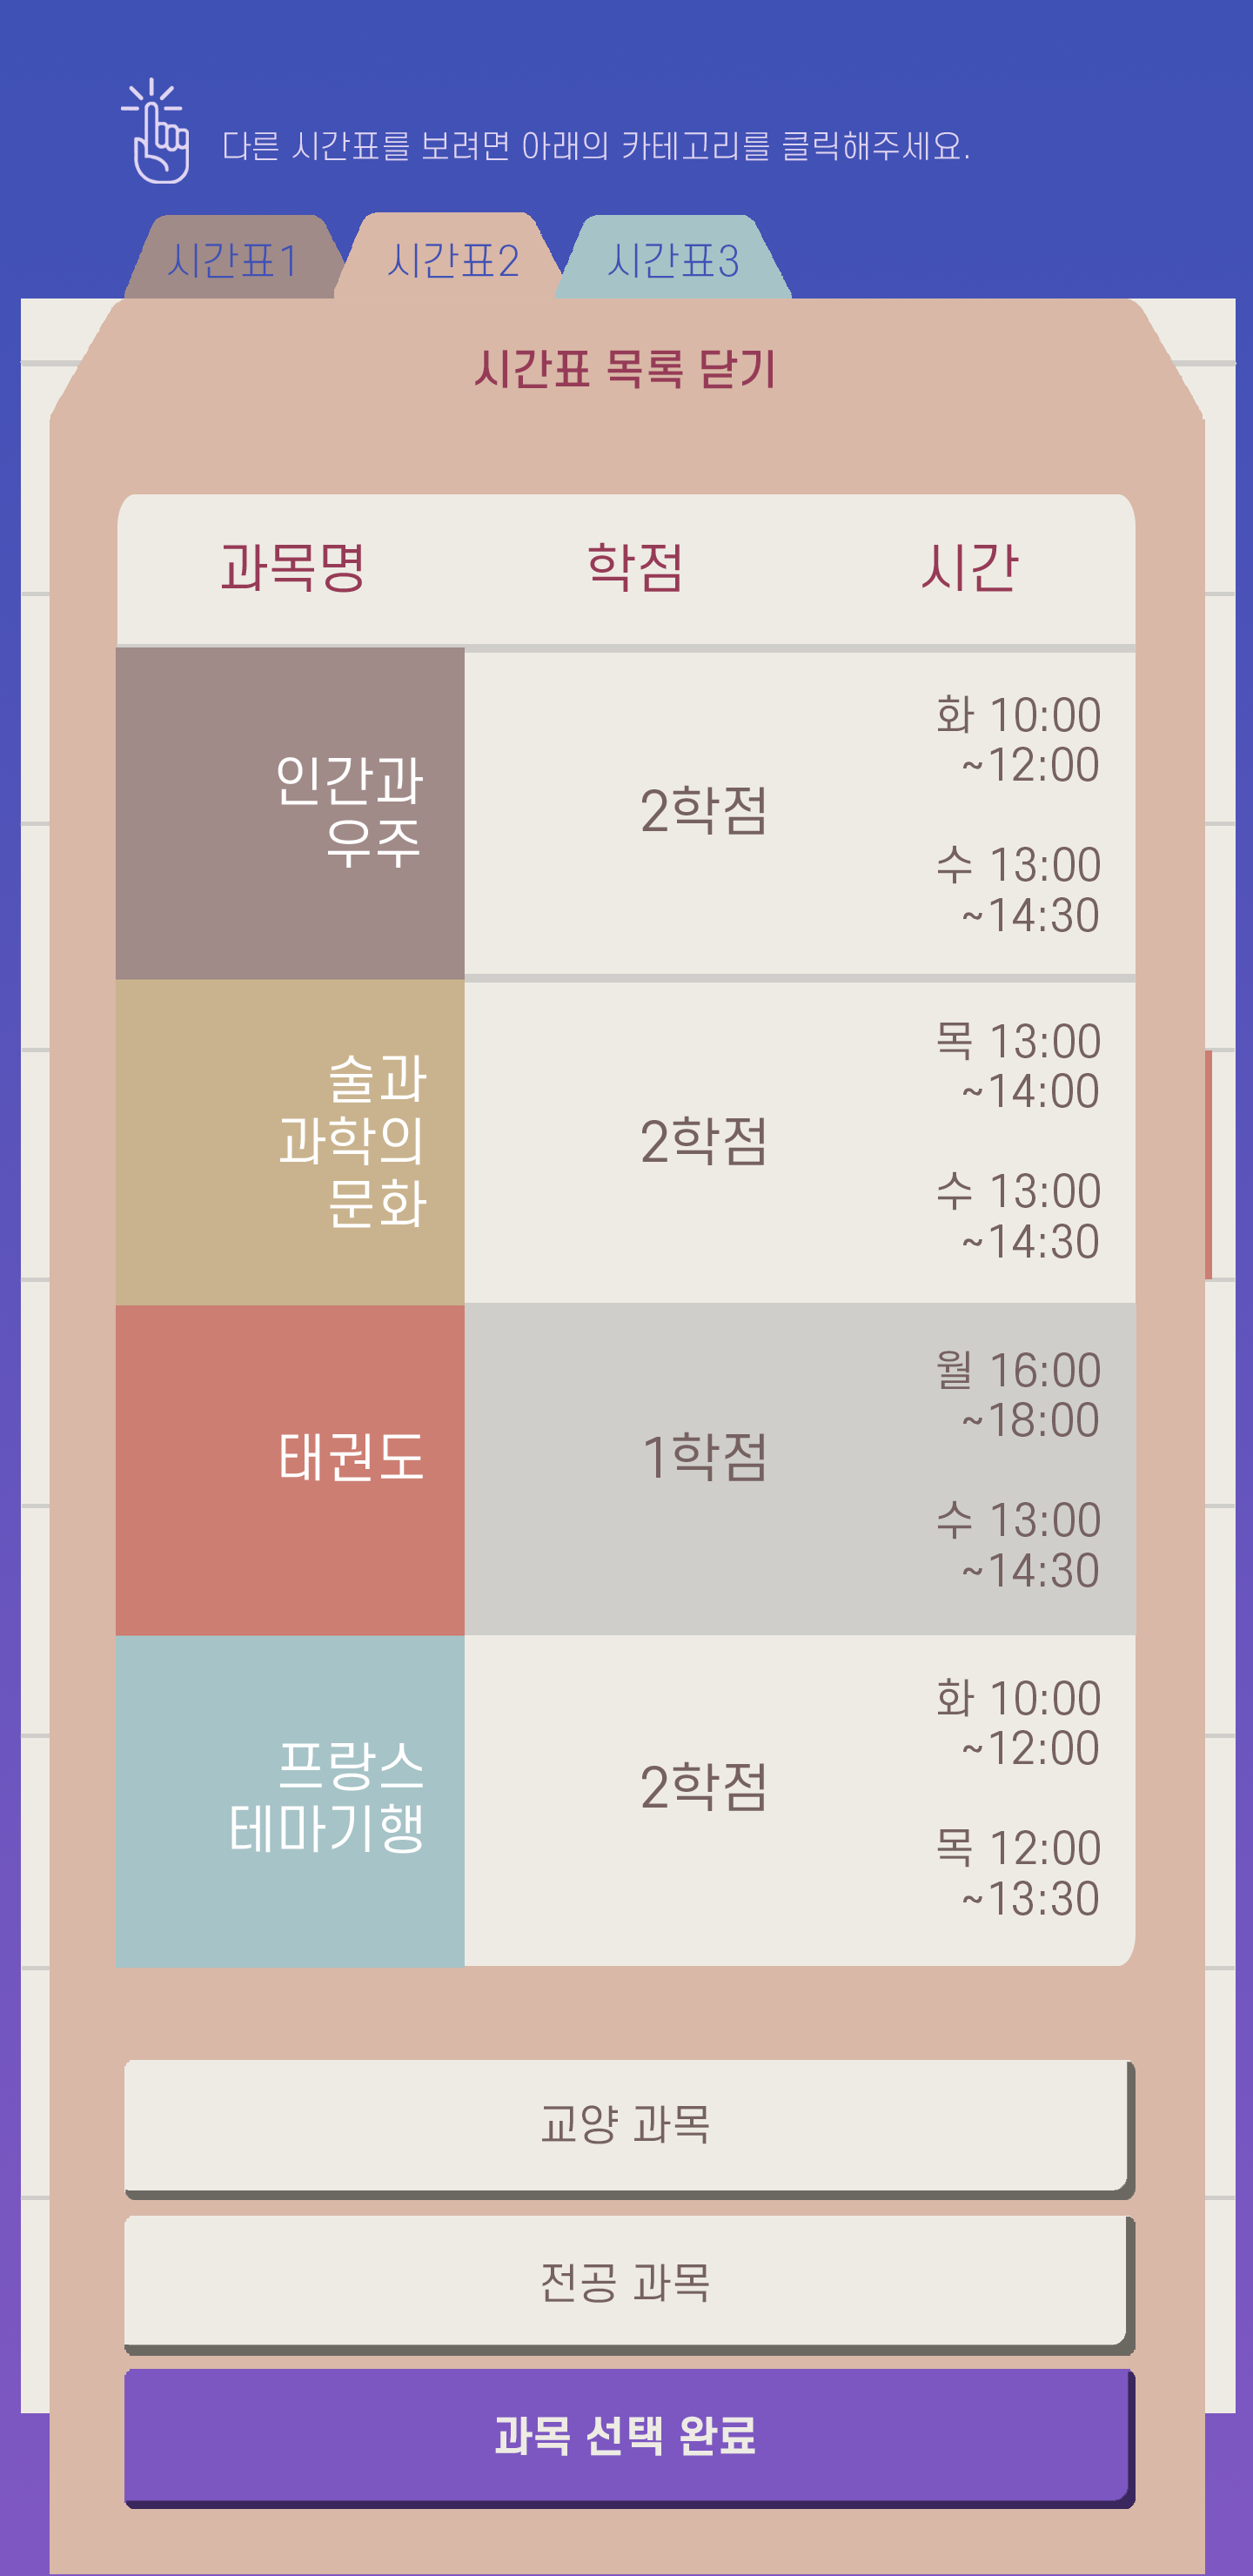 다른 시간표를 보려면 아래의 카테고리를 클릭해주세요.
시간표1 시간표2 시간표3
시간표 목록 닫기
과목명 학점 시간
인간과
우주
2학점
화 10:00
~12:00
수 13:00
~14:30
술과
과학의
문화
2학점
목 13:00
~14:00
수 13:00
~14:30
태권도
1학점
월 16:00
~18:00
수 13:00
~14:30
프랑스
테마기행
2학점
화 10:00
~12:00
목 12:00
~13:30
교양 과목
전공 과목
과목 선택 완료